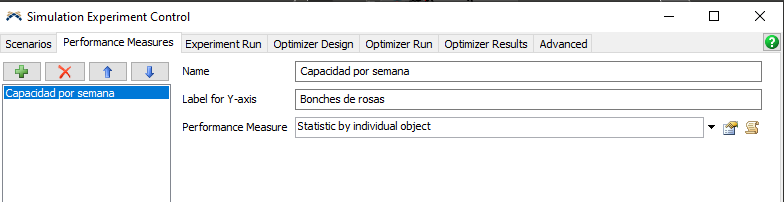 Simulation Experiment Control
Scenarios Performance Measures Experiment Run Optimizer Design Optimizer Run Optimizer Results Advanced
Name Capacidad por semana
Capacidad por semana
Label for Y-axis Bonches de rosas
Performance Measure Statistic by individual object